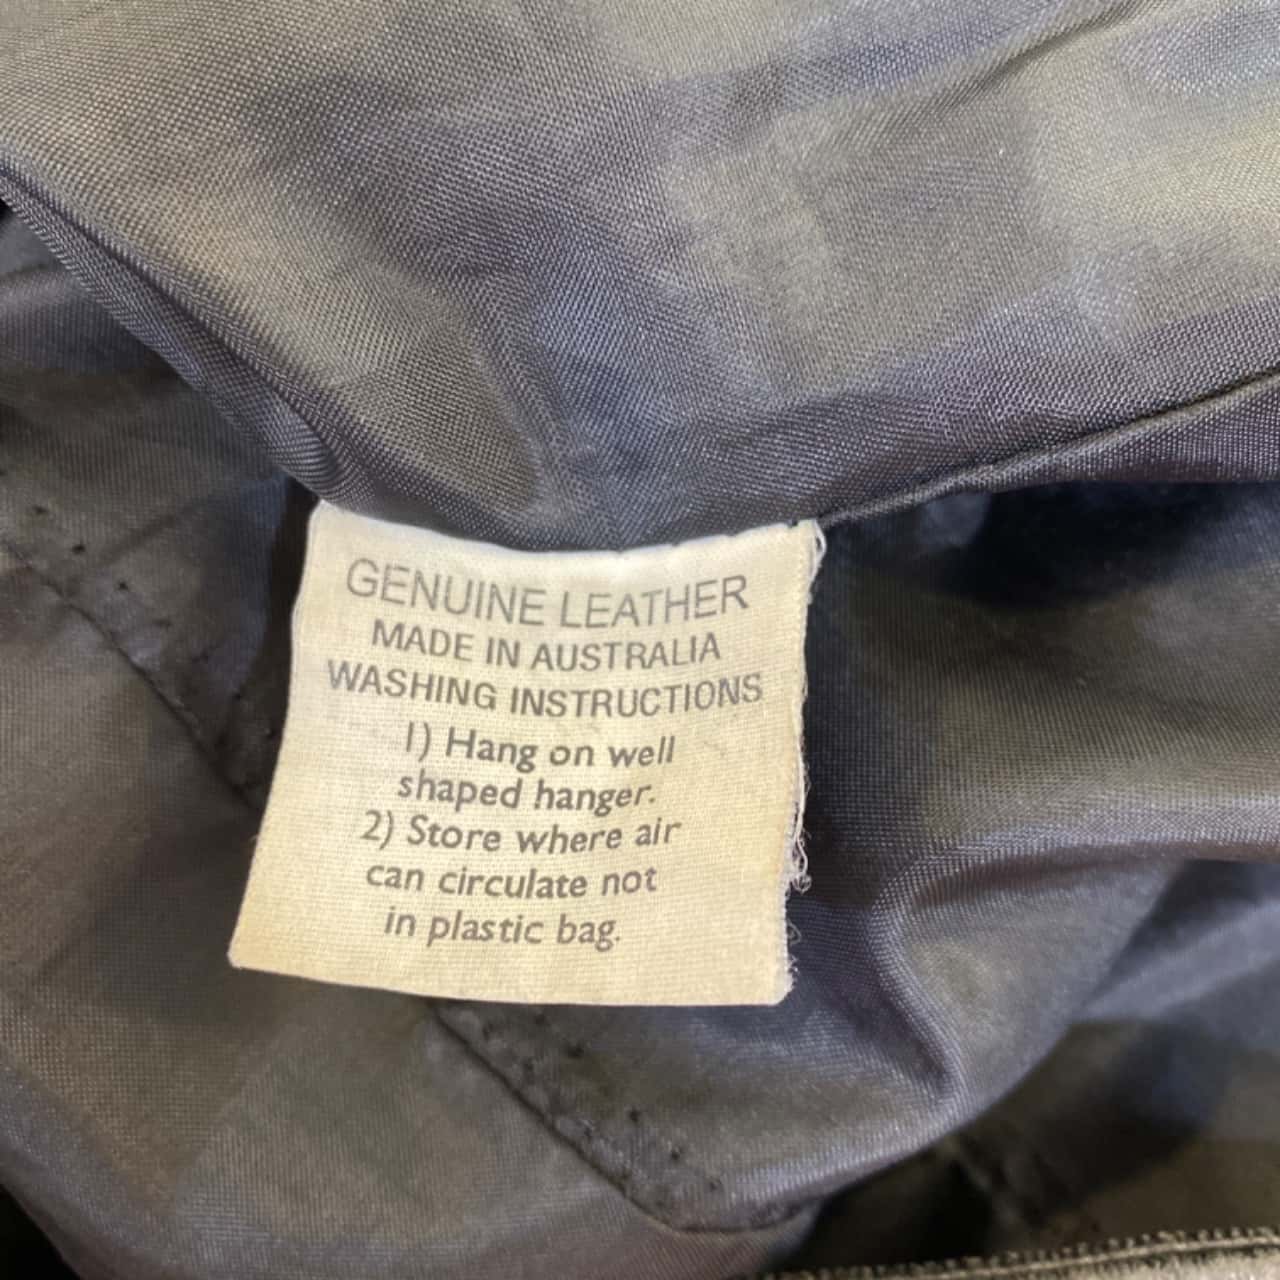 GENUINE LEATHER
MADE IN AUSTRALIA
WASHING INSTRUCTIONS
1) Hang on well
shaped hanger.
2) Store where air
can circulate not
in plastic bag.